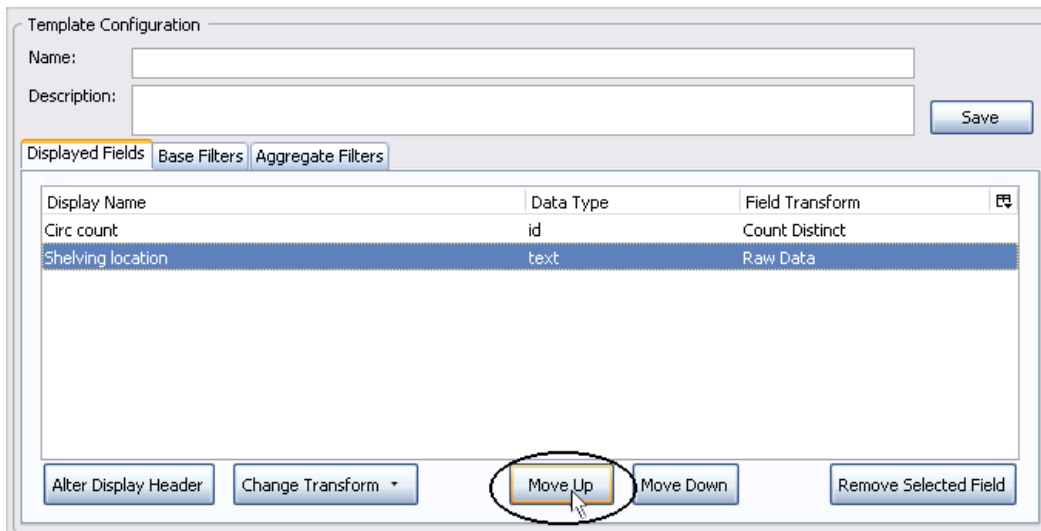 Template Configuration
Name:
Description:
Save
Displayed Fields Base Filters Aggregate Filters
Display Name Data Type Field Transform
Circ count id Count Distinct
Shelving location text Raw Data
Alter Display Header Change Transform Move Up Move Down Remove Selected Field